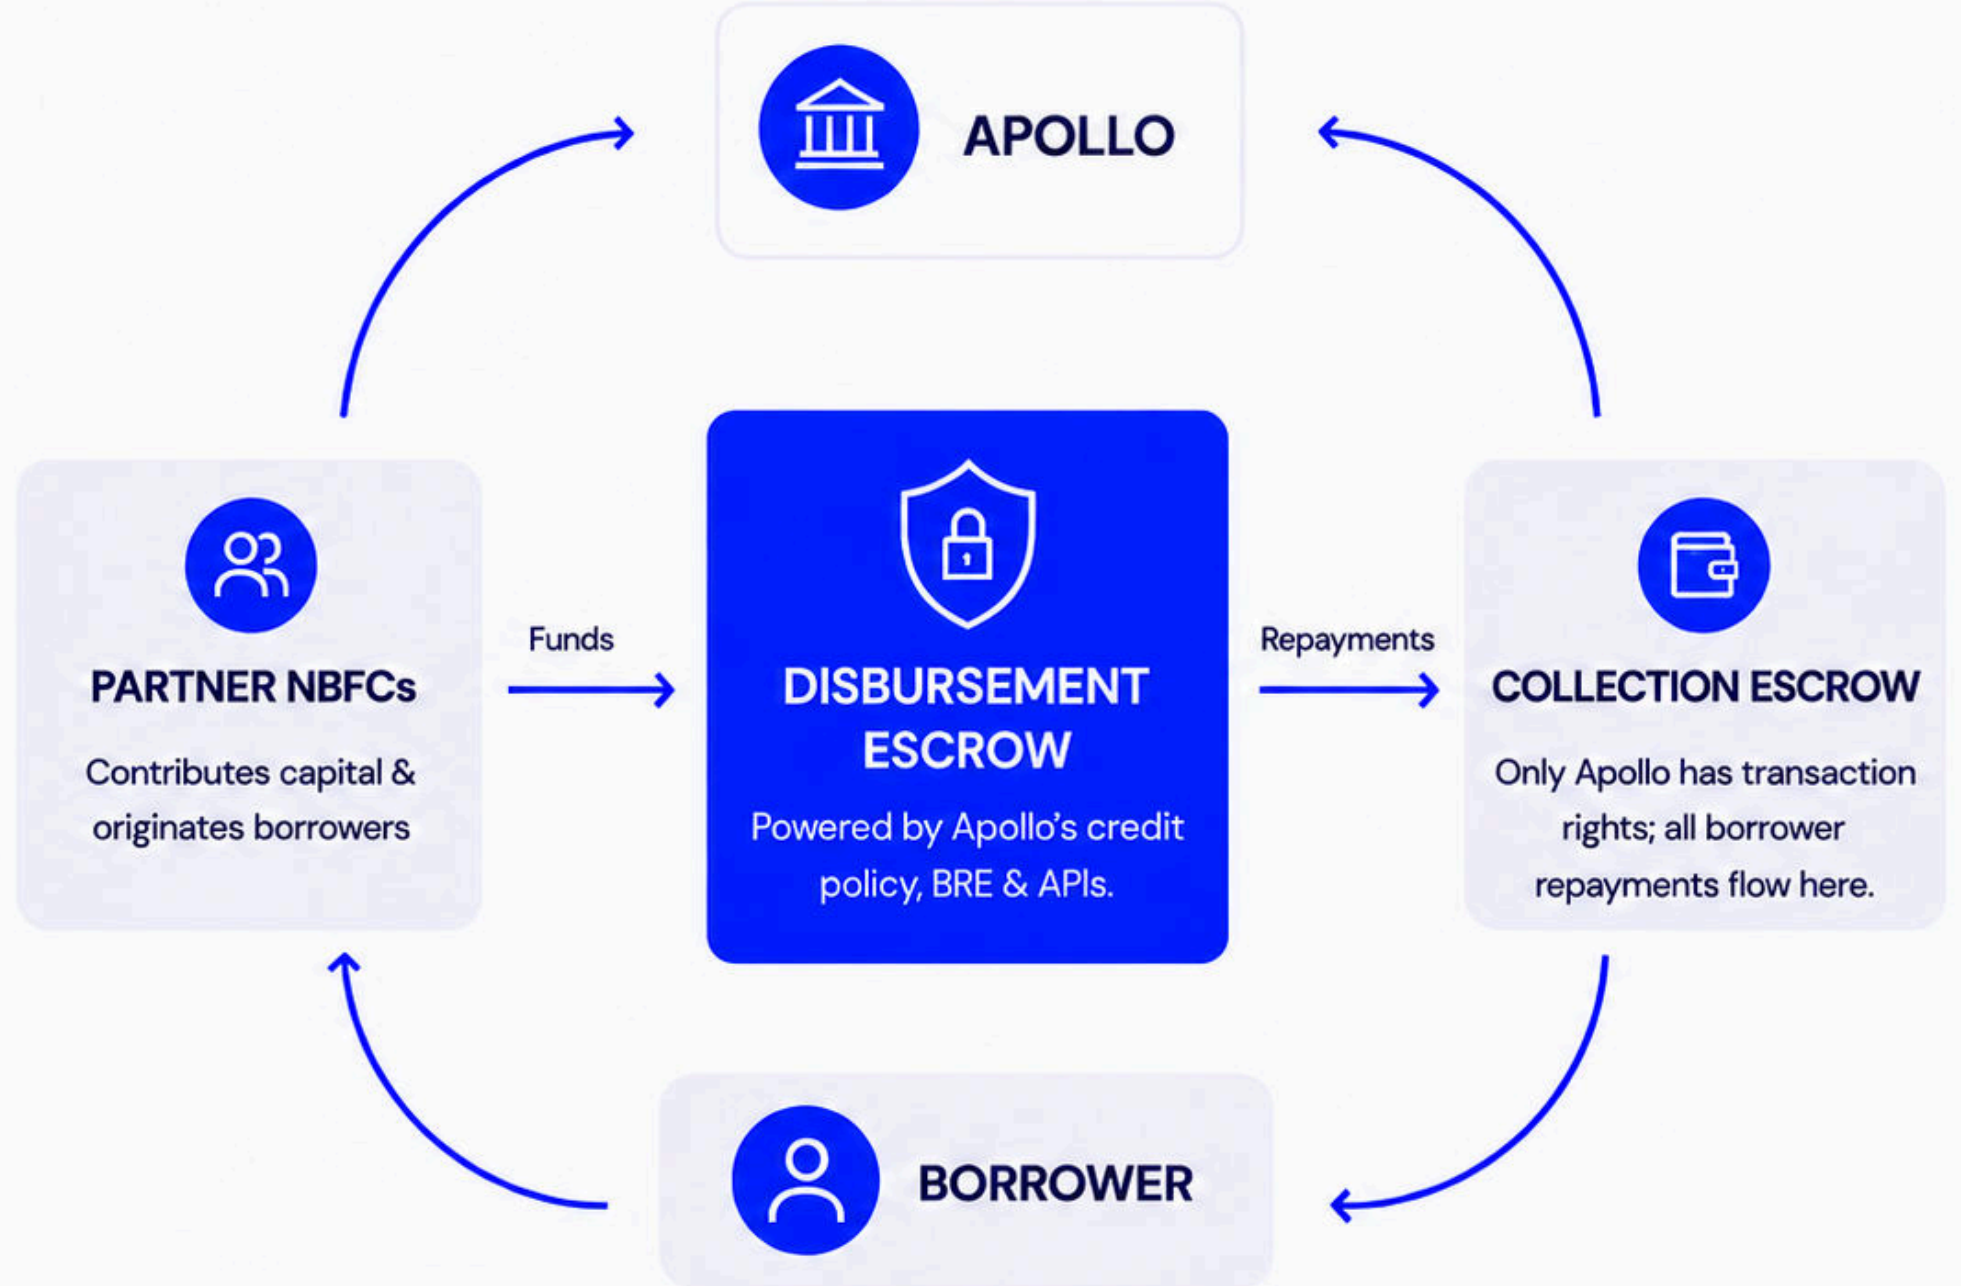 APOLLO
PARTNER NBFCs
Contributes capital &
originates borrowers
Funds
DISBURSEMENT
ESCROW
Powered by Apollo’s credit
policy, BRE & APIs.
Repayments
COLLECTION ESCROW
Only Apollo has transaction
rights; all borrower
repayments flow here.
BORROWER